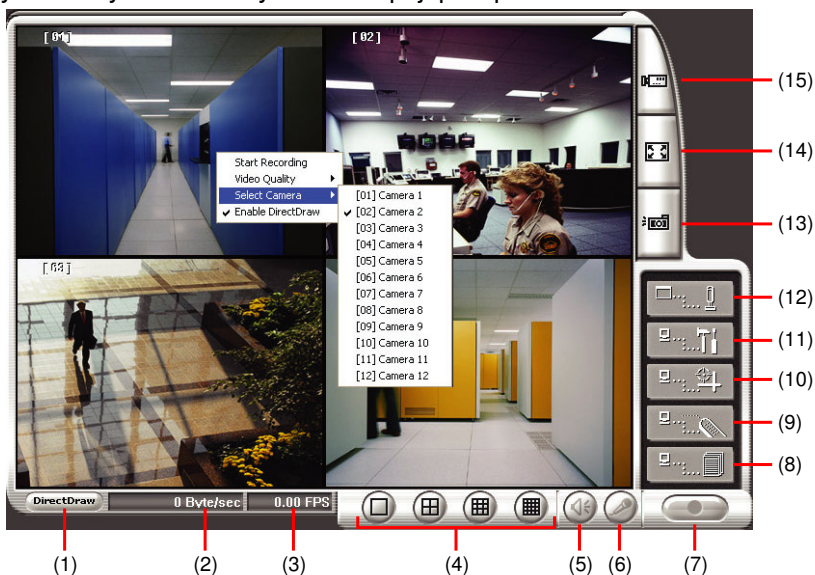 [01]
[02]
(15)
(14)
Start Recording
Video Quality
Select Camera
Enable DirectDraw
[01] Camera 1
[02] Camera 2
[03] Camera 3
[04] Camera 4
[05] Camera 5
[06] Camera 6
[07] Camera 7
[08] Camera 8
[09] Camera 9
[10] Camera 10
[11] Camera 11
[12] Camera 12
(13)
[03]
(12)
(11)
(10)
(9)
(8)
DirectDraw
0 Byte/sec
0.00 FPS
(1)
(2)
(3)
(4)
(5)
(6)
(7)